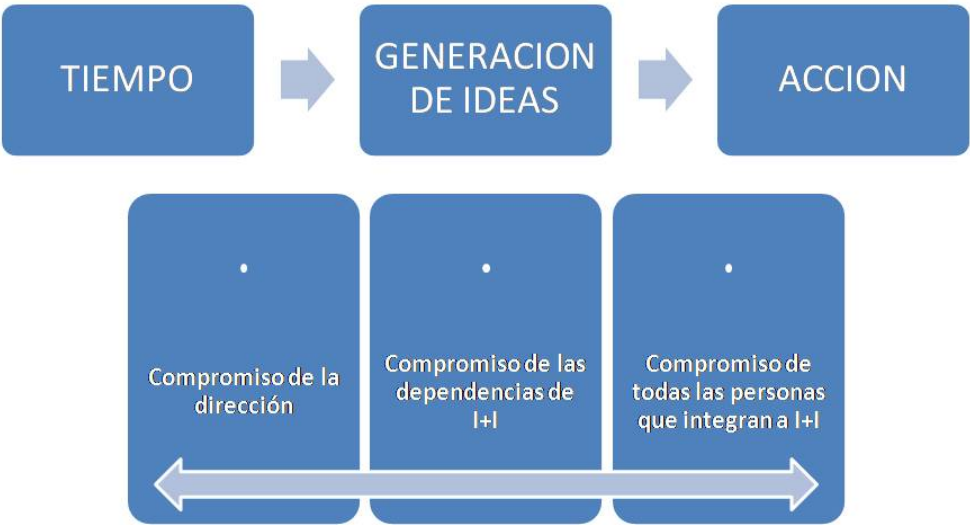 TIEMPO
GENERACION
DE IDEAS
ACCION
Compromiso de la
dirección
Compromiso de las
dependencias de
I+I
Compromiso de
todas las personas
que integran a I+I